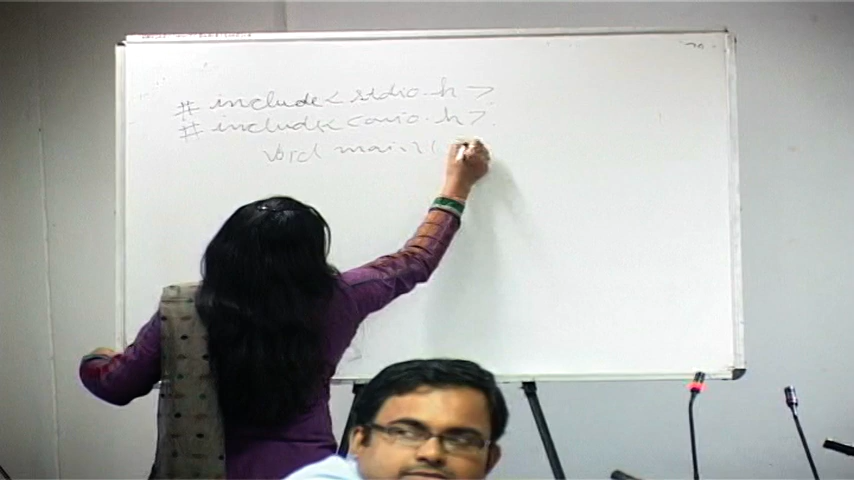 # include < stdio.h >
# include < conio.h >
void main (